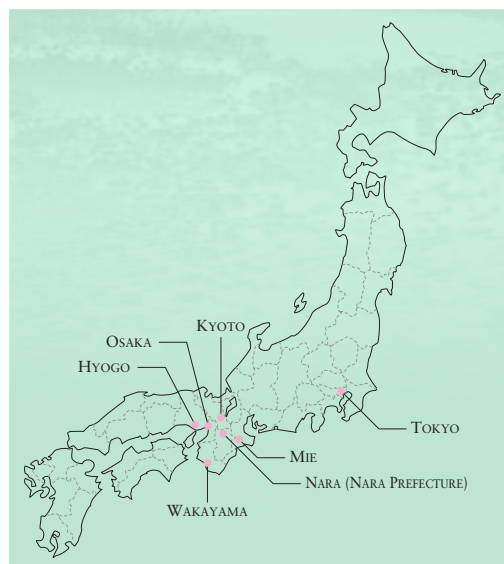 KYOTO
OSAKA
HYOGO
TOKYO
MIE
NARA (NARA PREFECTURE)
WAKAYAMA